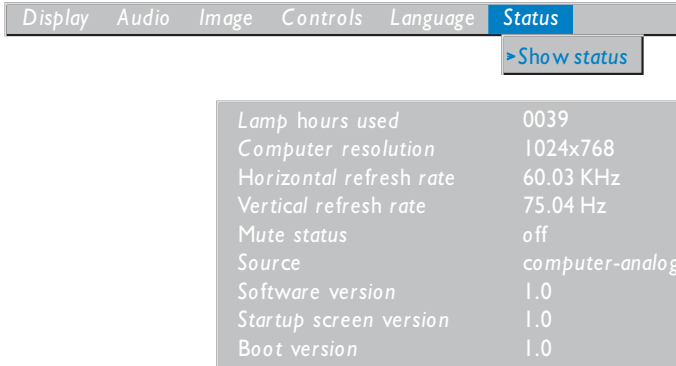 Display Audio Image Controls Language Status
>Show status
Lamp hours used 0039
Computer resolution 1024x768
Horizontal refresh rate 60.03 KHz
Vertical refresh rate 75.04 Hz
Mute status off
Source computer-analog
Software version 1.0
Startup screen version 1.0
Boot version 1.0